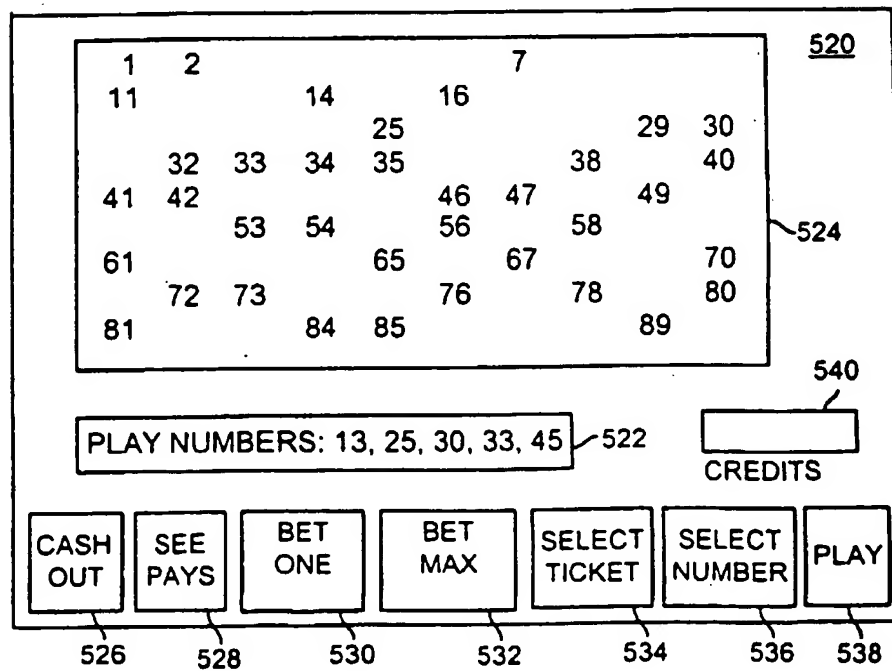 520
1 2 7
11 14 16
25 29 30
32 33 34 35 38 40
41 42 46 47 49
53 54 56 58
524
61 65 67 70
72 73 76 78 80
81 84 85 89
540
PLAY NUMBERS: 13, 25, 30, 33, 45
522
CREDITS
CASH OUT
SEE PAYS
BET ONE
BET MAX
SELECT TICKET
SELECT NUMBER
PLAY
526 528 530 532 534 536 538